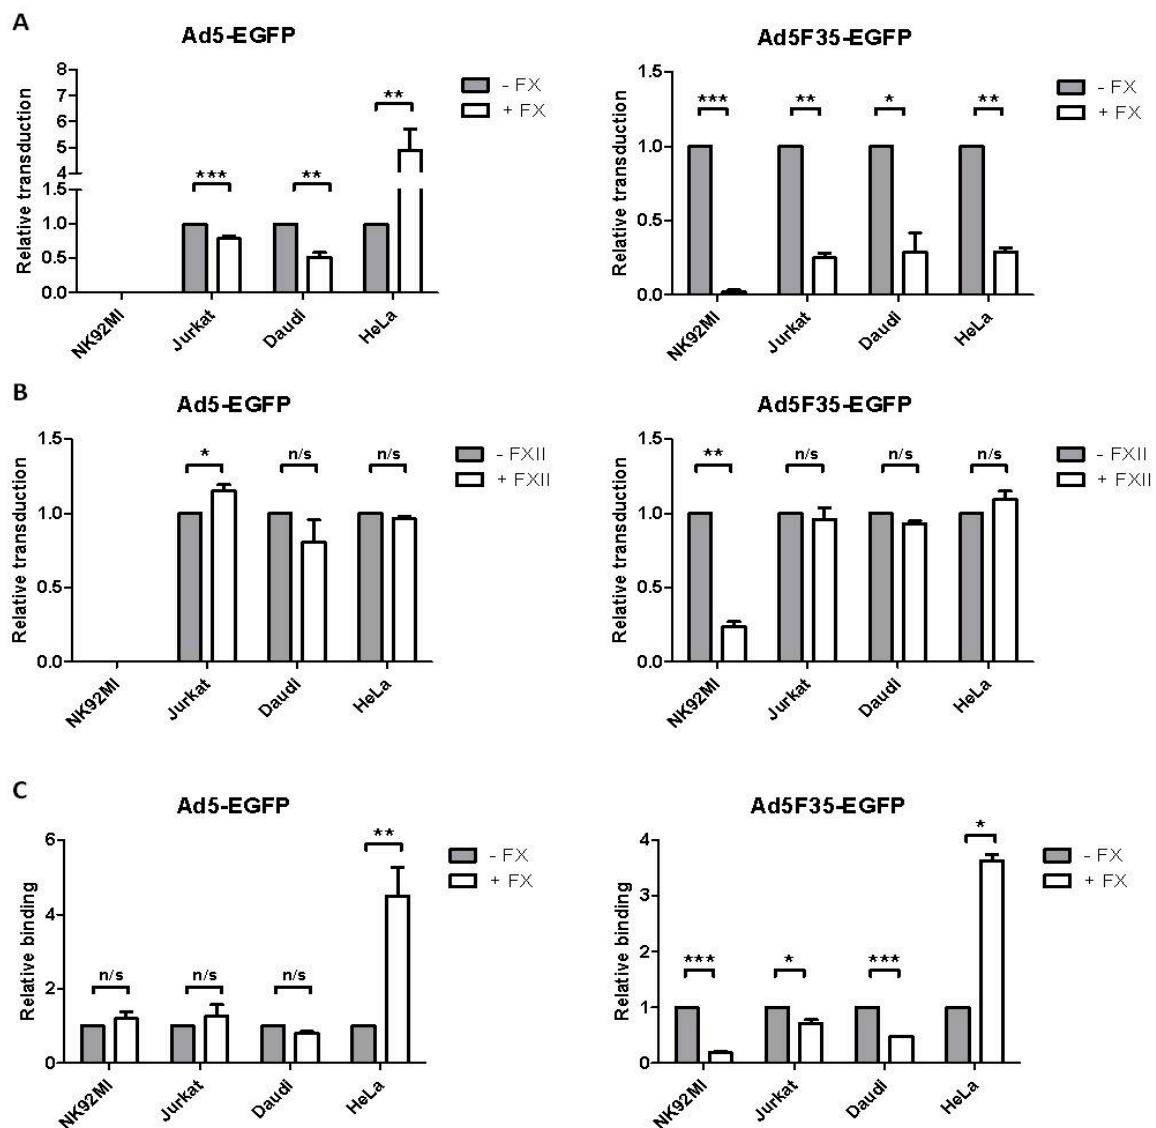 A
Ad5-EGFP
Relative transduction
8
7
6
5
4
1.5
1.0
0.5
0.0
***
**
**
- FX
+ FX
NK92MI
Jurkat
Daudi
HeLa
Ad5F35-EGFP
Relative transduction
1.5
1.0
0.5
0.0
***
**
*
**
- FX
+ FX
NK92MI
Jurkat
Daudi
HeLa
B
Ad5-EGFP
Relative transduction
1.5
1.0
0.5
0.0
*
n/s
n/s
- FXII
+ FXII
NK92MI
Jurkat
Daudi
HeLa
Ad5F35-EGFP
Relative transduction
1.5
1.0
0.5
0.0
**
n/s
n/s
n/s
- FXII
+ FXII
NK92MI
Jurkat
Daudi
HeLa
C
Ad5-EGFP
Relative binding
6
4
2
0
n/s
n/s
n/s
**
- FX
+ FX
NK92MI
Jurkat
Daudi
HeLa
Ad5F35-EGFP
Relative binding
4
3
2
1
0
***
*
***
*
- FX
+ FX
NK92MI
Jurkat
Daudi
HeLa